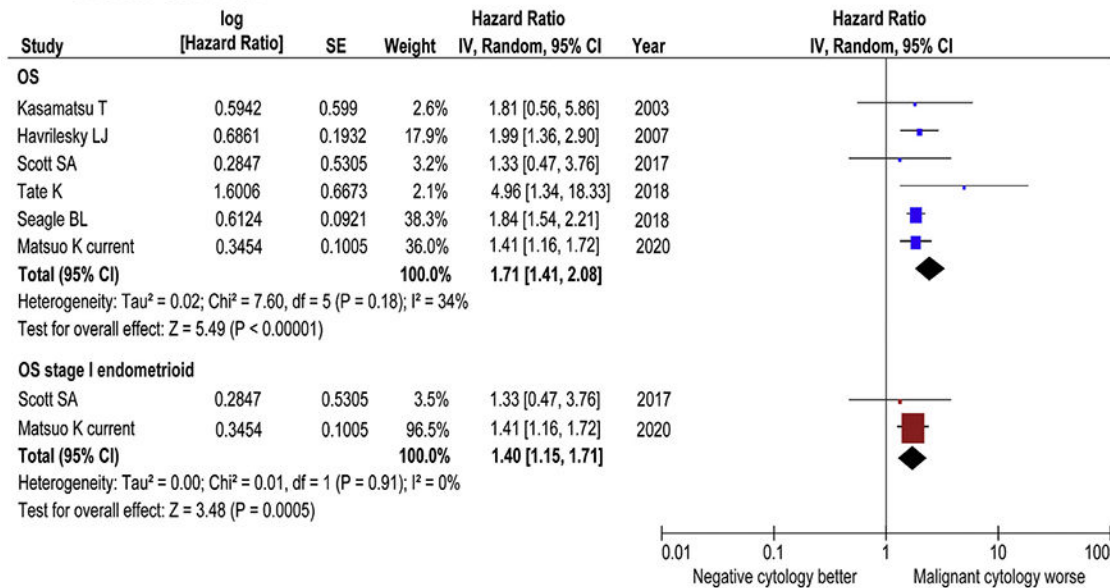 log Hazard Ratio Hazard Ratio
Study [Hazard Ratio] SE Weight IV, Random, 95% CI Year IV, Random, 95% CI
OS
Kasamatsu T 0.5942 0.599 2.6% 1.81 [0.56, 5.86] 2003
Havrilesky LJ 0.6861 0.1932 17.9% 1.99 [1.36, 2.90] 2007
Scott SA 0.2847 0.5305 3.2% 1.33 [0.47, 3.76] 2017
Tate K 1.6006 0.6673 2.1% 4.96 [1.34, 18.33] 2018
Seagle BL 0.6124 0.0921 38.3% 1.84 [1.54, 2.21] 2018
Matsuo K current 0.3454 0.1005 36.0% 1.41 [1.16, 1.72] 2020
Total (95% CI) 100.0% 1.71 [1.41, 2.08]
Heterogeneity: Tau² = 0.02; Chi² = 7.60, df = 5 (P = 0.18); I² = 34%
Test for overall effect: Z = 5.49 (P < 0.00001)
OS stage I endometrioid
Scott SA 0.2847 0.5305 3.5% 1.33 [0.47, 3.76] 2017
Matsuo K current 0.3454 0.1005 96.5% 1.41 [1.16, 1.72] 2020
Total (95% CI) 100.0% 1.40 [1.15, 1.71]
Heterogeneity: Tau² = 0.00; Chi² = 0.01, df = 1 (P = 0.91); I² = 0%
Test for overall effect: Z = 3.48 (P = 0.0005)
0.01 0.1 1 10 100
Negative cytology better Malignant cytology worse